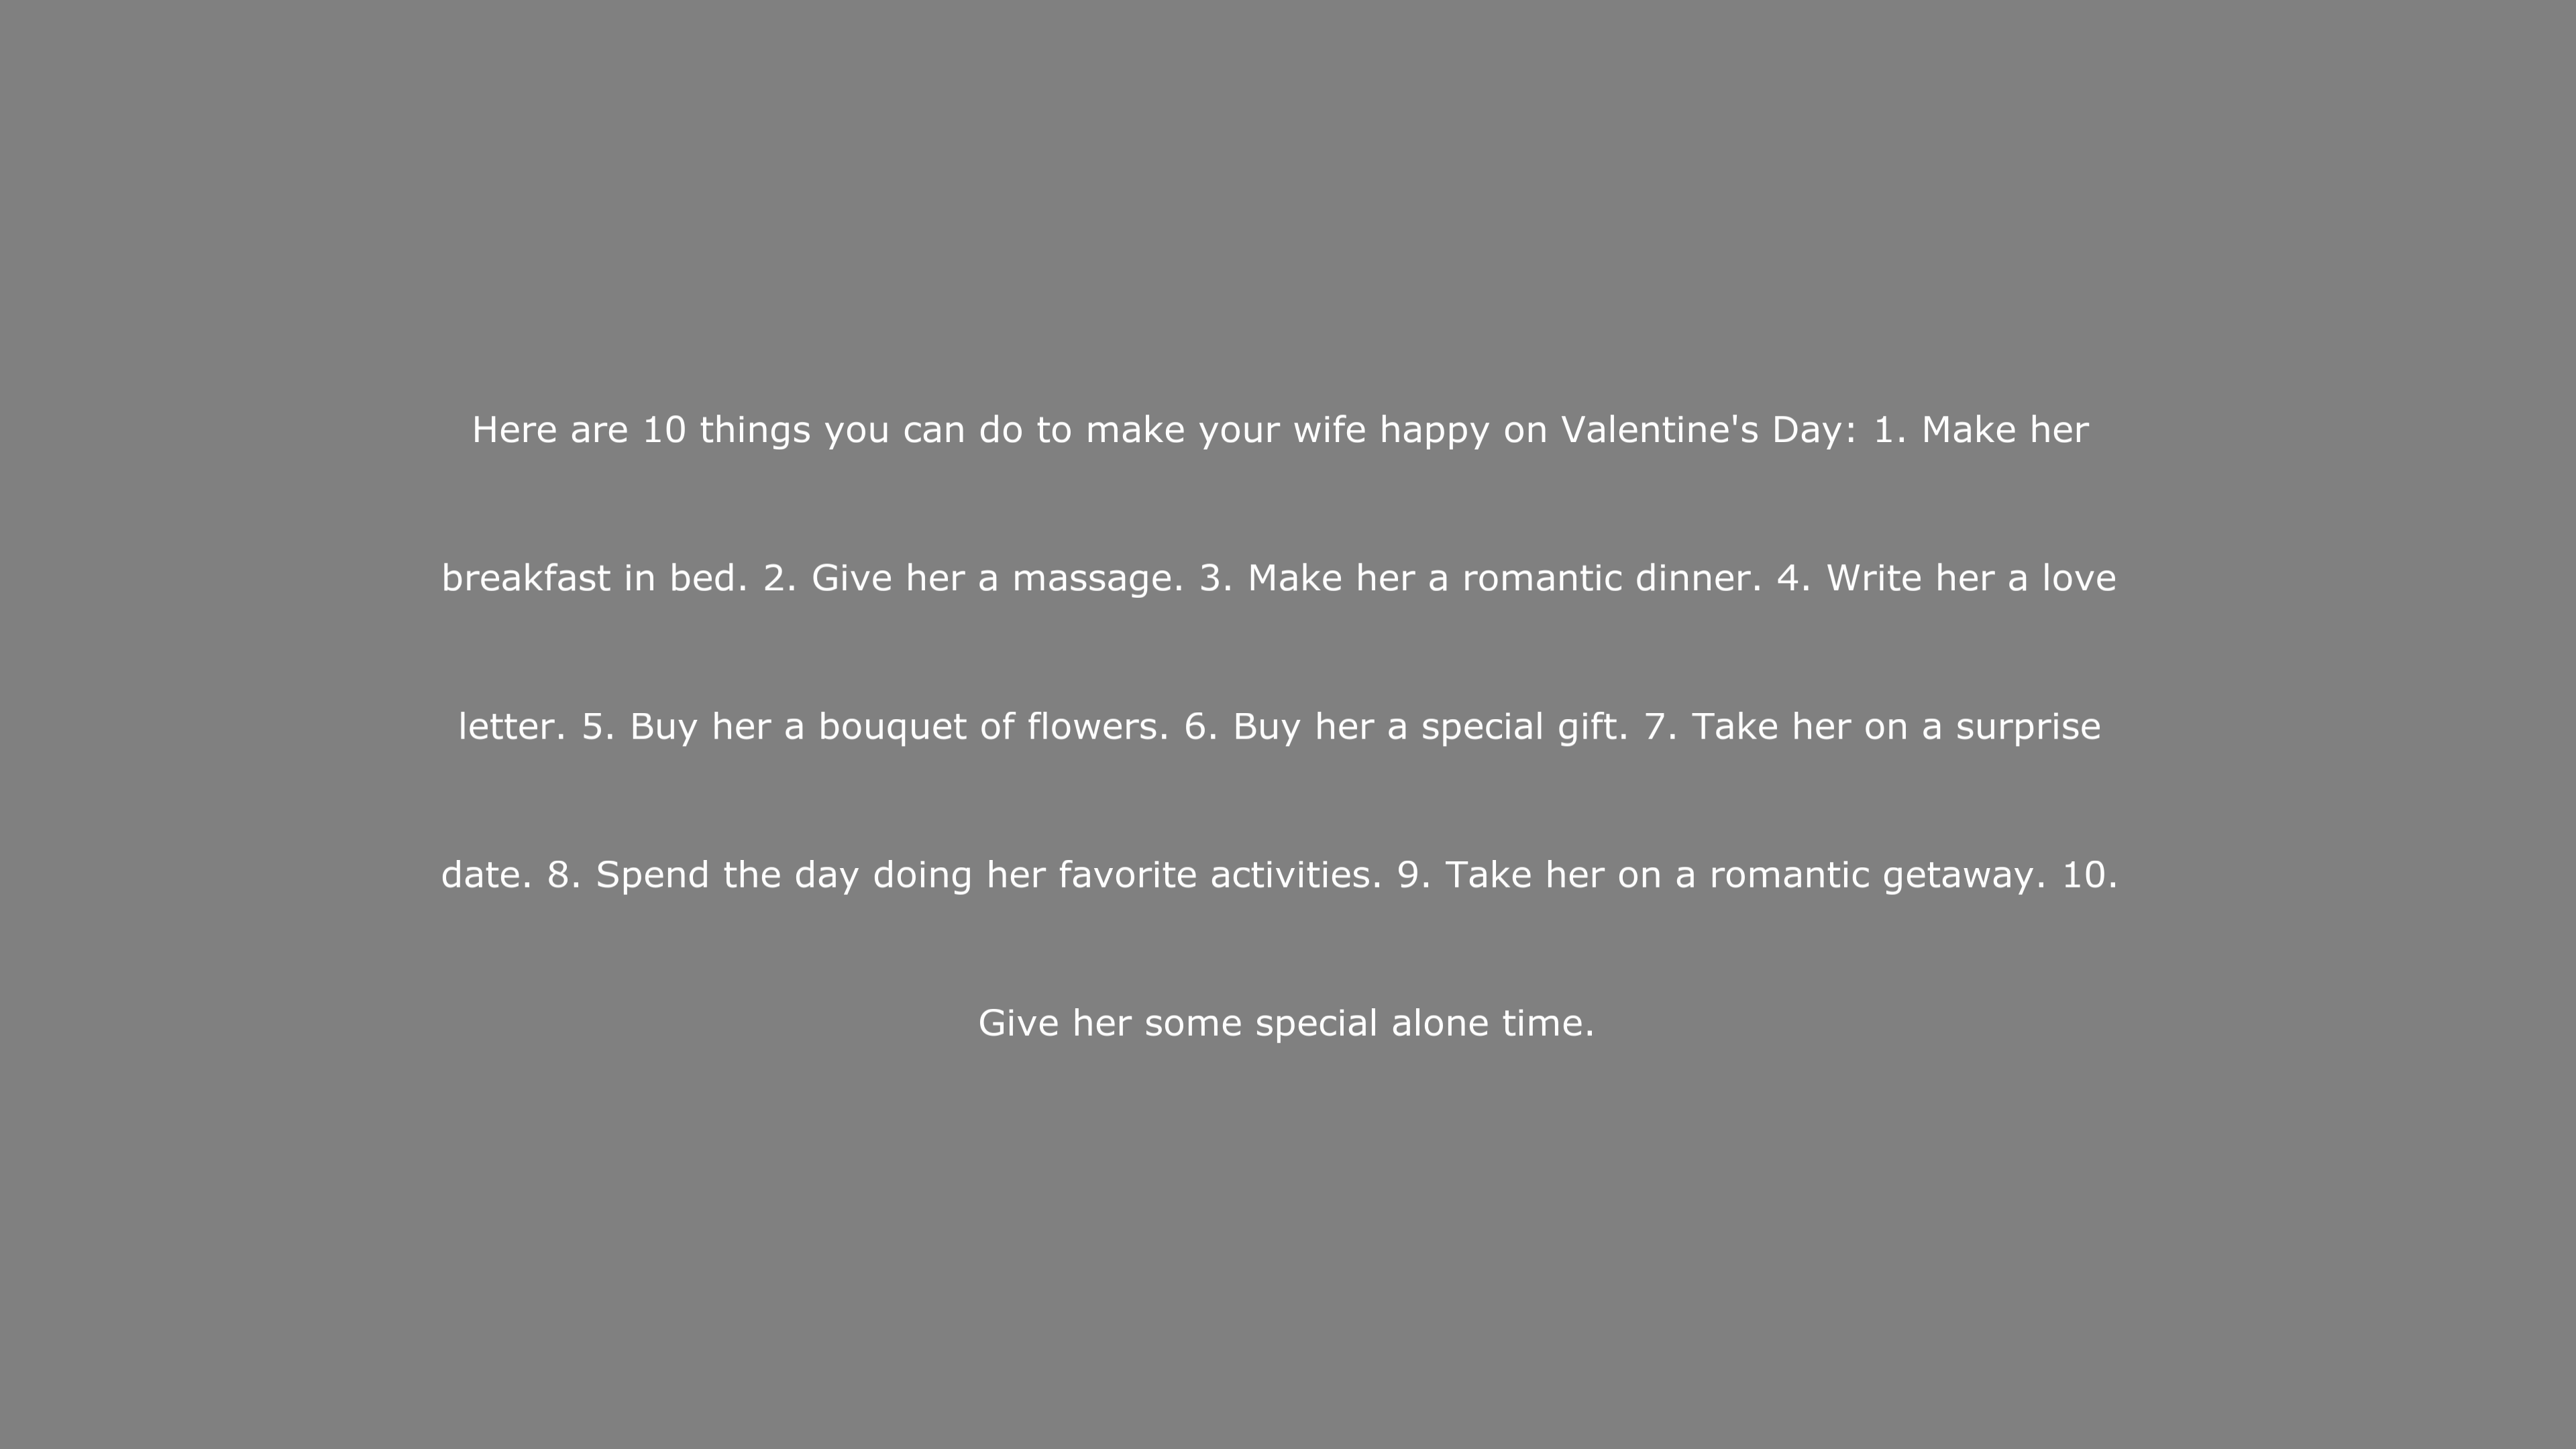 Here are 10 things you can do to make your wife happy on Valentine's Day: 1. Make her
breakfast in bed. 2. Give her a massage. 3. Make her a romantic dinner. 4. Write her a love
letter. 5. Buy her a bouquet of flowers. 6. Buy her a special gift. 7. Take her on a surprise
date. 8. Spend the day doing her favorite activities. 9. Take her on a romantic getaway. 10.
Give her some special alone time.